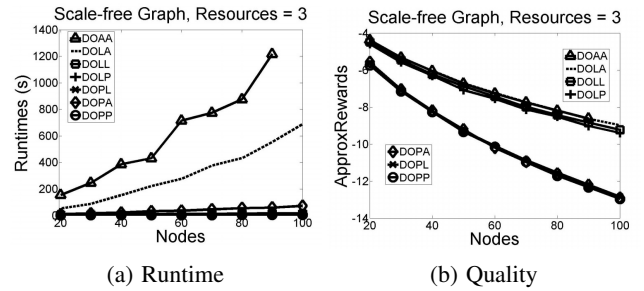 Scale-free Graph, Resources = 3
Runtimes (s)
1400
1200
1000
800
600
400
200
0
DOAA
DOLA
DOLL
DOLP
DOPL
DOPA
DOPP
20
40
60
80
100
Nodes
(a) Runtime
Scale-free Graph, Resources = 3
ApproxRewards
-4
-6
-8
-10
-12
-14
DOAA
DOLA
DOLL
DOLP
DOPA
DOPL
DOPP
20
40
60
80
100
Nodes
(b) Quality